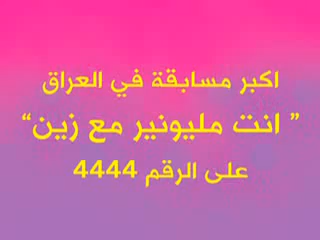 اكبر مسابقة في العراق
” انت مليونير مع زين“
على الرقم 4444